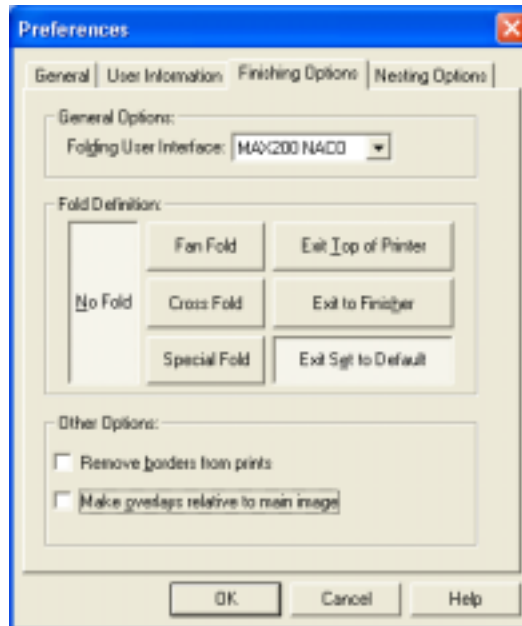 Preferences
General User Information Finishing Options Nesting Options
General Options:
Folding User Interface: MAX200 NACO
Fold Definition:
No Fold
Fan Fold Exit Top of Printer
Cross Fold Exit to Finisher
Special Fold Exit Set to Default
Other Options:
Remove borders from prints
Make overlaps relative to main image
OK Cancel Help